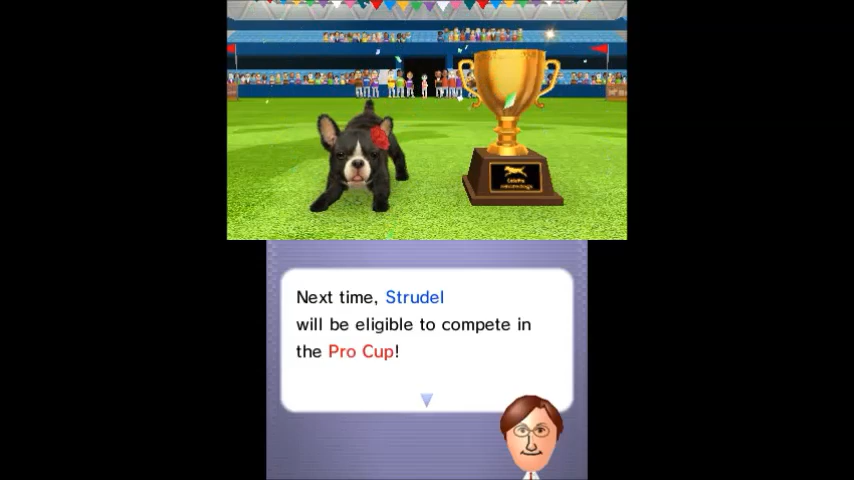 Next time, Strudel
will be eligible to compete in
the Pro Cup!